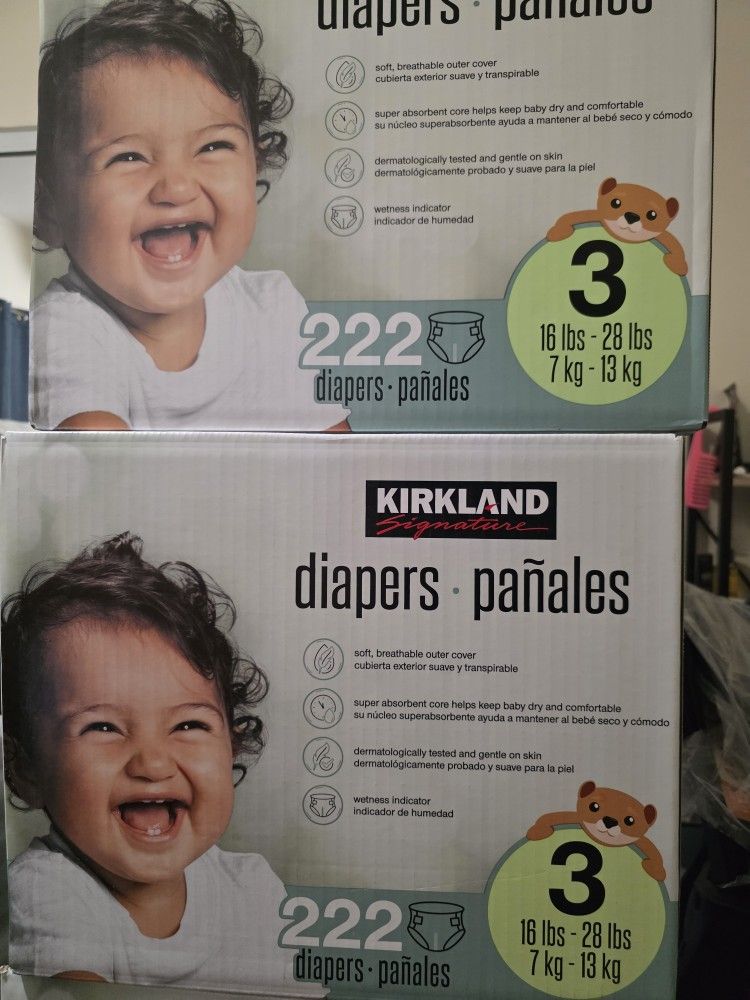 diapers · pañales
soft, breathable outer cover
cubierta exterior suave y transpirable
super absorbent core helps keep baby dry and comfortable
su núcleo superabsorbente ayuda a mantener al bebé seco y cómodo
dermatologically tested and gentle on skin
dermatológicamente probado y suave para la piel
wetness indicator
indicador de humedad
3
16 lbs - 28 lbs
7 kg - 13 kg
222
diapers · pañales
KIRKLAND
Signature
diapers · pañales
soft, breathable outer cover
cubierta exterior suave y transpirable
super absorbent core helps keep baby dry and comfortable
su núcleo superabsorbente ayuda a mantener al bebé seco y cómodo
dermatologically tested and gentle on skin
dermatológicamente probado y suave para la piel
wetness indicator
indicador de humedad
3
16 lbs - 28 lbs
7 kg - 13 kg
222
diapers · pañales